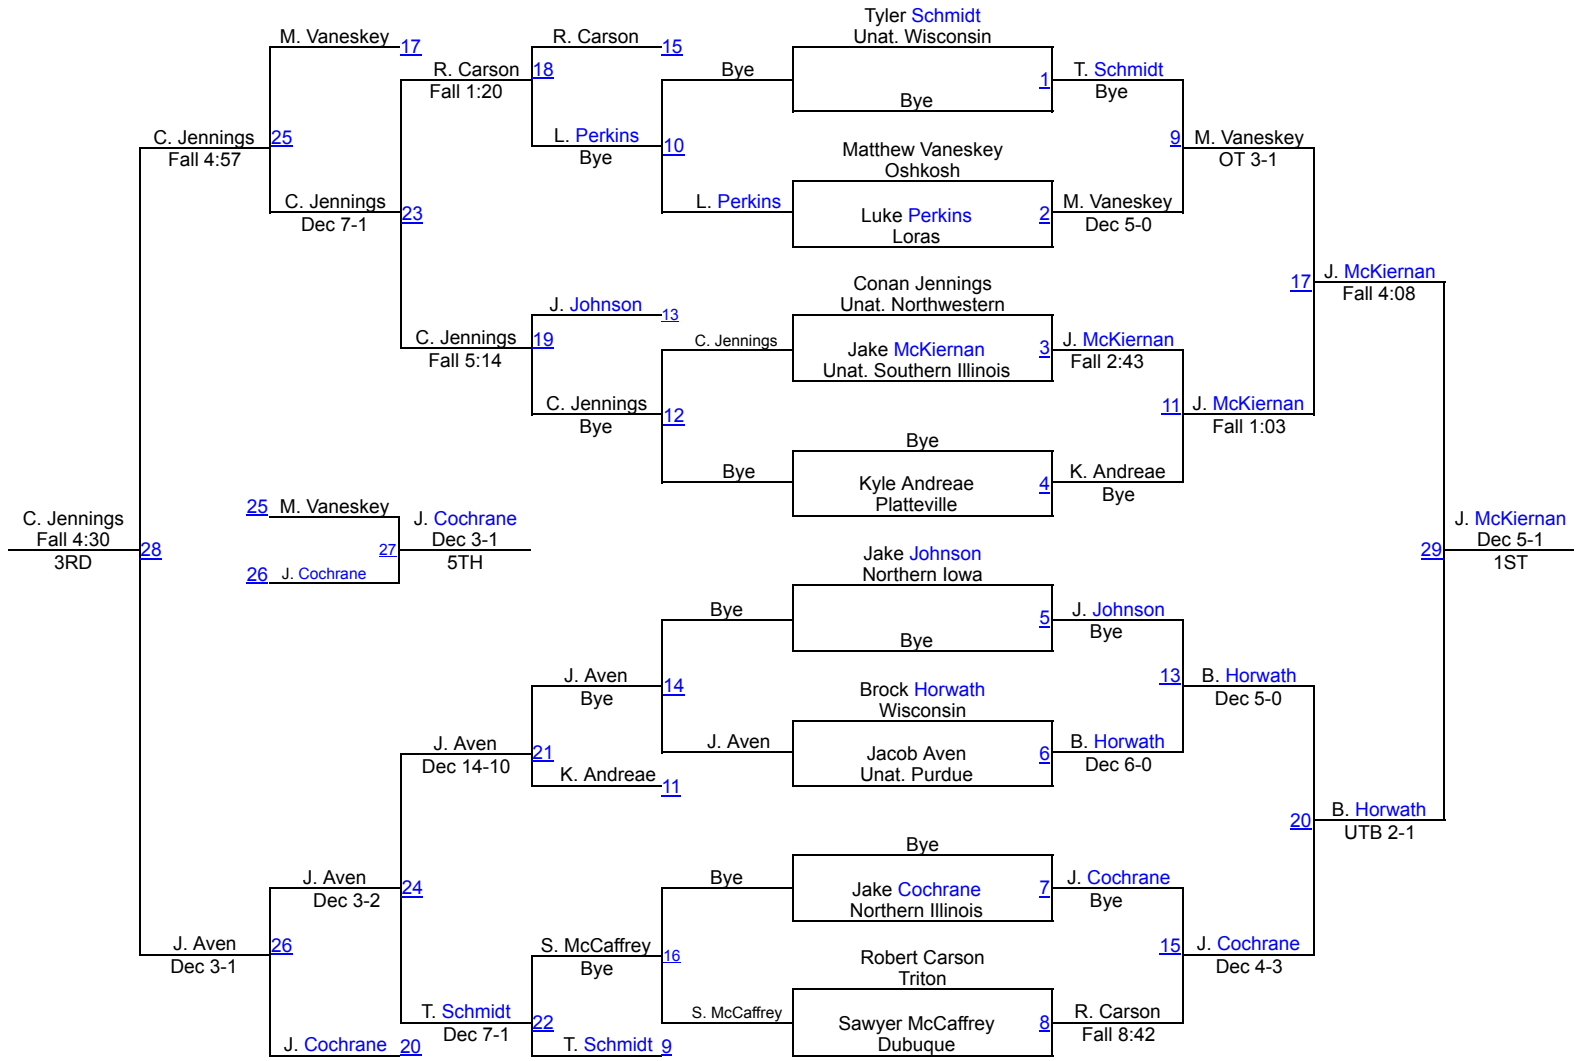 Tyler Schmidt
Unat. Wisconsin
M. Vaneskey
17
R. Carson
15
R. Carson
Fall 1:20
18
Bye
1
T. Schmidt
Bye
Bye
C. Jennings
Fall 4:57
25
L. Perkins
Bye
10
Matthew Vaneskey
Oshkosh
9
M. Vaneskey
OT 3-1
C. Jennings
Dec 7-1
23
L. Perkins
Luke Perkins
Loras
2
M. Vaneskey
Dec 5-0
Conan Jennings
Unat. Northwestern
17
J. McKiernan
Fall 4:08
J. Johnson
13
C. Jennings
Fall 5:14
19
C. Jennings
Jake McKiernan
Unat. Southern Illinois
3
J. McKiernan
Fall 2:43
C. Jennings
Bye
12
11
J. McKiernan
Fall 1:03
Bye
Bye
Kyle Andreae
Platteville
4
K. Andreae
Bye
C. Jennings
Fall 4:30
3RD
28
25
M. Vaneskey
26
J. Cochrane
27
J. Cochrane
Dec 3-1
5TH
29
J. McKiernan
Dec 5-1
1ST
Jake Johnson
Northern Iowa
Bye
5
J. Johnson
Bye
Bye
J. Aven
Bye
14
Brock Horwath
Wisconsin
13
B. Horwath
Dec 5-0
J. Aven
Dec 14-10
21
J. Aven
Jacob Aven
Unat. Purdue
6
B. Horwath
Dec 6-0
K. Andreae
11
20
B. Horwath
UTB 2-1
Bye
J. Aven
Dec 3-2
24
Bye
Jake Cochrane
Northern Illinois
7
J. Cochrane
Bye
J. Aven
Dec 3-1
26
S. McCaffrey
Bye
16
Robert Carson
Triton
15
J. Cochrane
Dec 4-3
T. Schmidt
Dec 7-1
22
S. McCaffrey
Sawyer McCaffrey
Dubuque
8
R. Carson
Fall 8:42
J. Cochrane
20
T. Schmidt
9